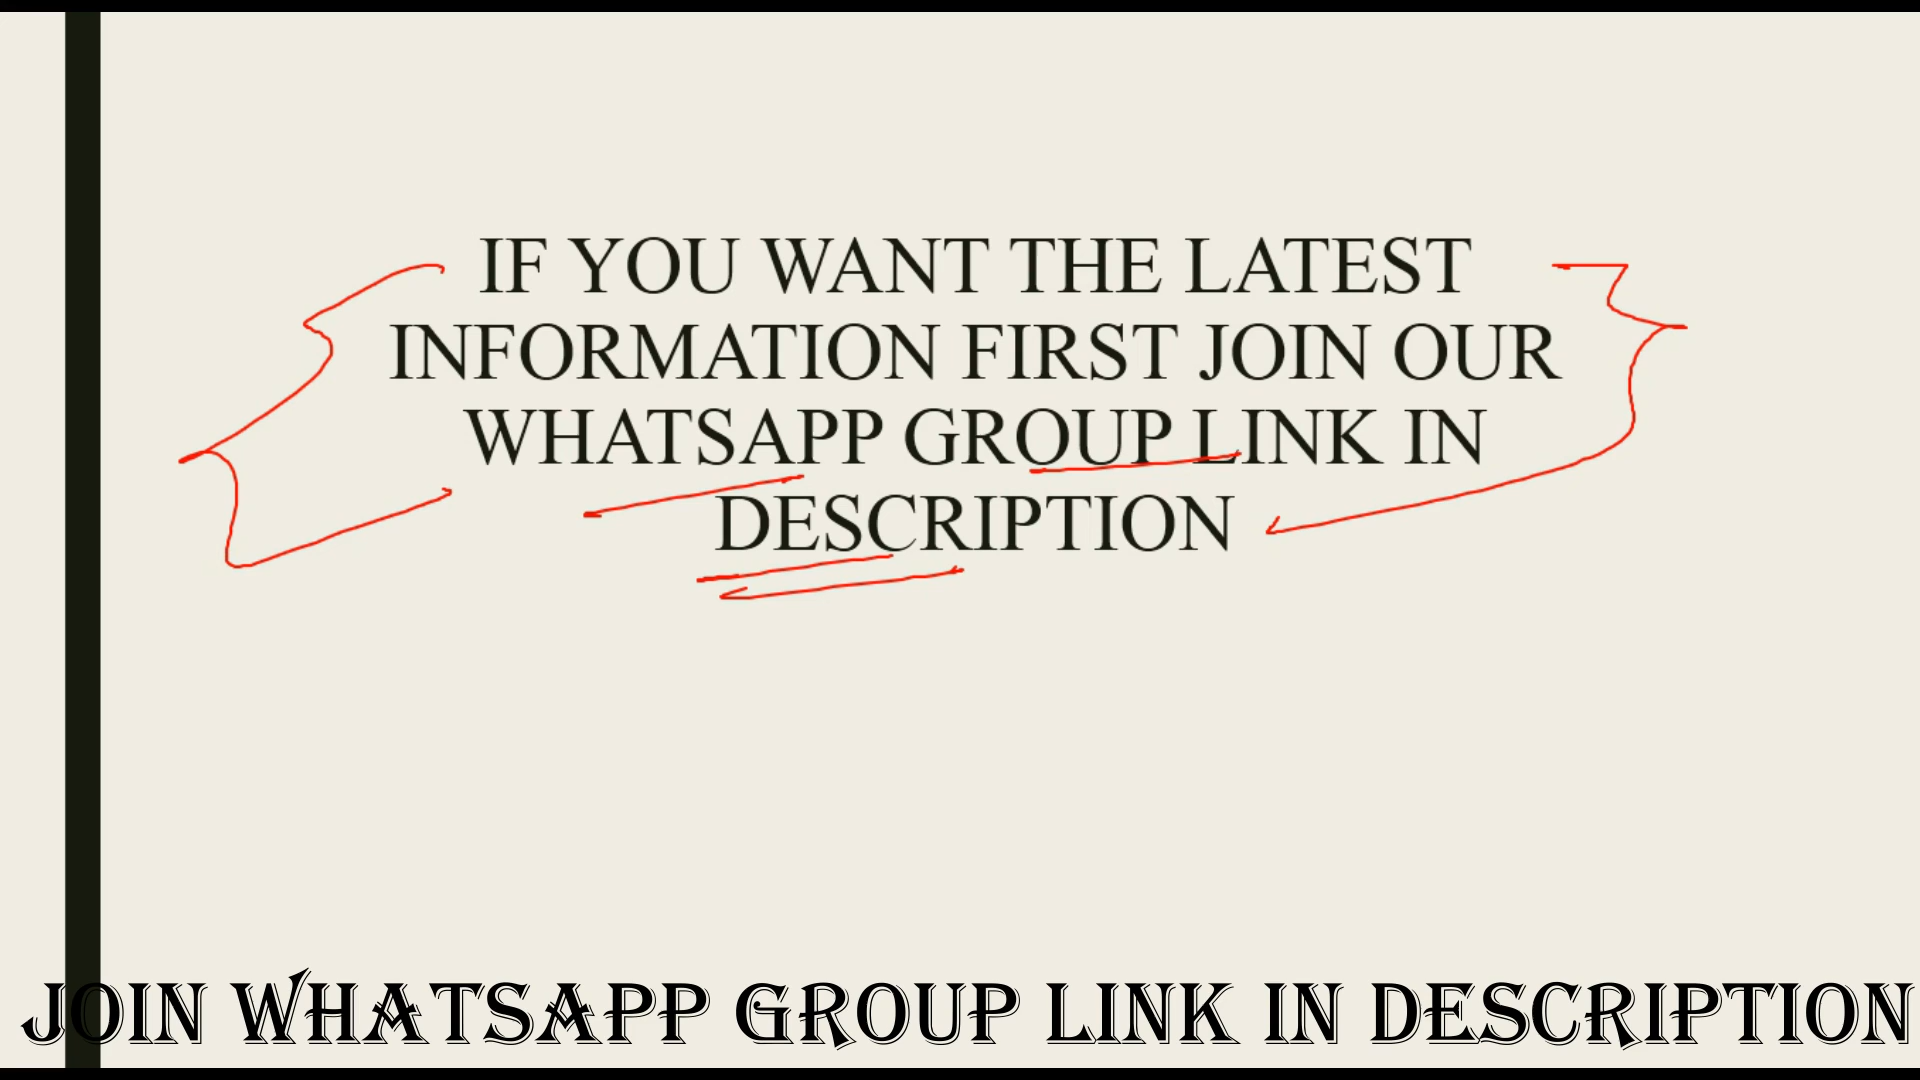 IF YOU WANT THE LATEST
INFORMATION FIRST JOIN OUR
WHATSAPP GROUP LINK IN
DESCRIPTION
JOIN WHATSAPP GROUP LINK IN DESCRIPTION